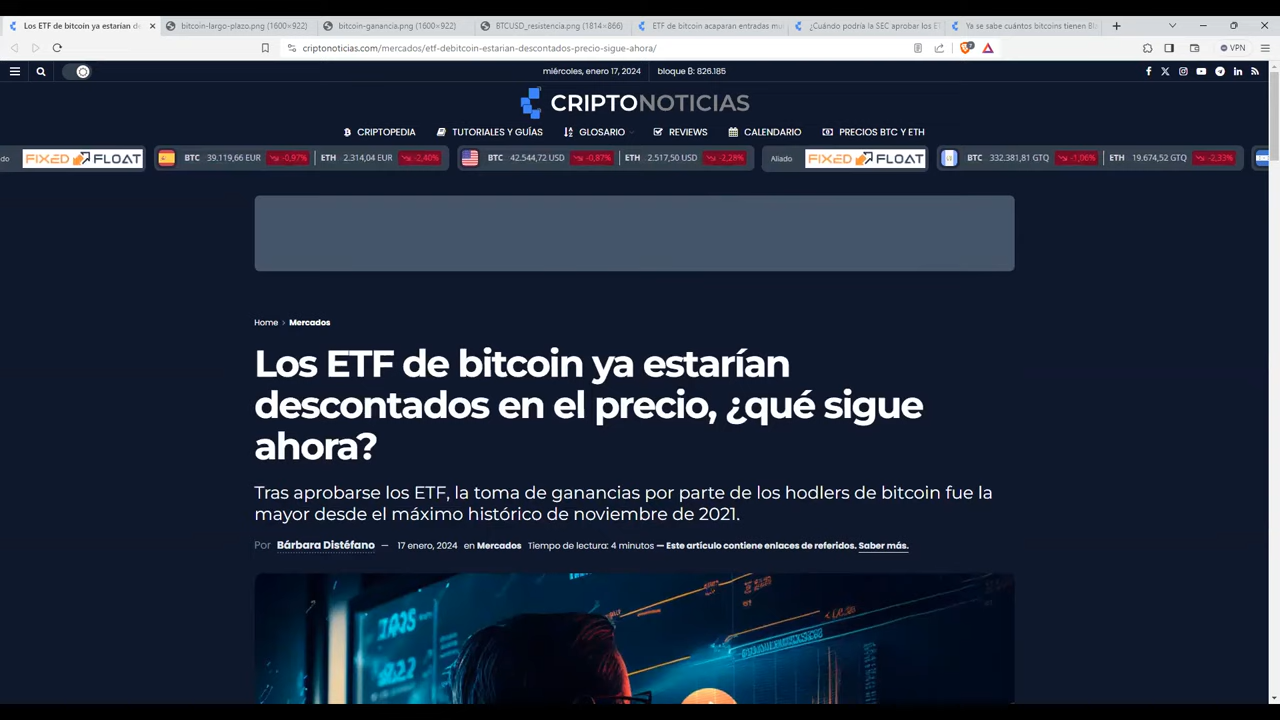 Los ETF de bitcoin ya estarían d
bitcoin-largo-plazo.png (1600×922)
bitcoin-ganancia.png (1600×922)
BTCUSD_resistencia.png (1814×866)
ETF de bitcoin acaparan entradas mu
¿Cuándo podría la SEC aprobar los E
Ya se sabe cuántos bitcoins tienen Bl
criptonoticias.com/mercados/etf-debitcoin-estarian-descontados-precio-sigue-ahora/
VPN
miércoles, enero 17, 2024
bloque ₿: 826.185
CRIPTONOTICIAS
CRIPTOPEDIA
TUTORIALES Y GUÍAS
GLOSARIO
REVIEWS
CALENDARIO
PRECIOS BTC Y ETH
do FIXED FLOAT
BTC 39.119,66 EUR -0,97% ETH 2.314,04 EUR -2,40%
BTC 42.544,72 USD -0,87% ETH 2.517,50 USD -2,28%
Aliado FIXED FLOAT
BTC 332.381,81 GTQ -1,06% ETH 19.674,52 GTQ -2,33%
Home > Mercados
Los ETF de bitcoin ya estarían
descontados en el precio, ¿qué sigue
ahora?
Tras aprobarse los ETF, la toma de ganancias por parte de los hodlers de bitcoin fue la
mayor desde el máximo histórico de noviembre de 2021.
Por Bárbara Distéfano — 17 enero, 2024 en Mercados Tiempo de lectura: 4 minutos — Este artículo contiene enlaces de referidos. Saber más.